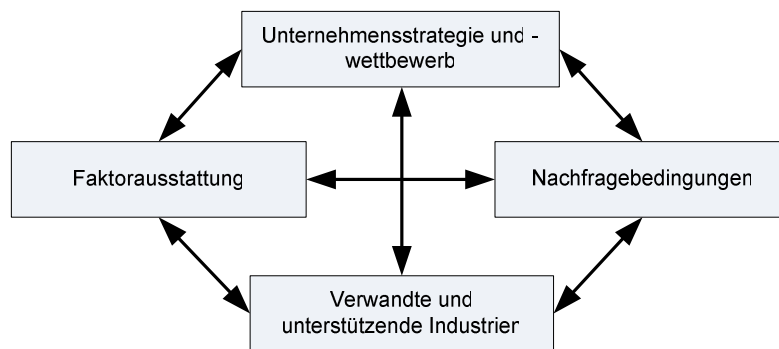 Unternehmensstrategie und -
wettbewerb
Faktorausstattung
Nachfragebedingungen
Verwandte und
unterstützende Industrien